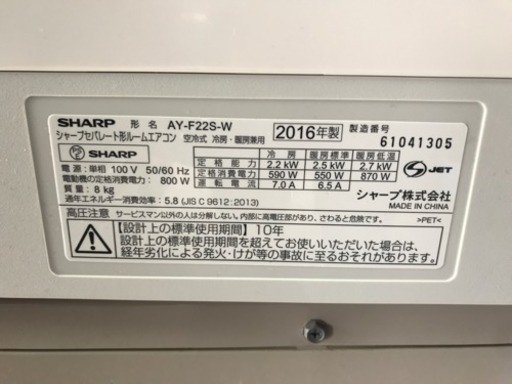 SHARP 形名 AY-F22S-W 2016年製 製造番号
シャープセパレート形ルームエアコン 空冷式 冷房・暖房兼用 61041305
SHARP
冷房 暖房標準 暖房低温
定格能力 2.2 kW 2.5 kW 2.7 kW
定格消費電力 590 W 550 W 870 W
運転電流 7.0 A 6.5 A
電源：単相 100 V 50/60 Hz
電動機の定格消費電力： 800 W
質量：8 kg
通年エネルギー消費効率：5.8 (JIS C 9612:2013)
S JET
シャープ株式会社
MADE IN CHINA
高圧注意 サービスマン以外の人は分解しない。内部に高電圧部があり、さわると危険です。 >PET<
【設計上の標準使用期間】10年
設計上の標準使用期間を超えてお使いいただいた場合は、
経年劣化による発火・けが等の事故に至るおそれがあります。